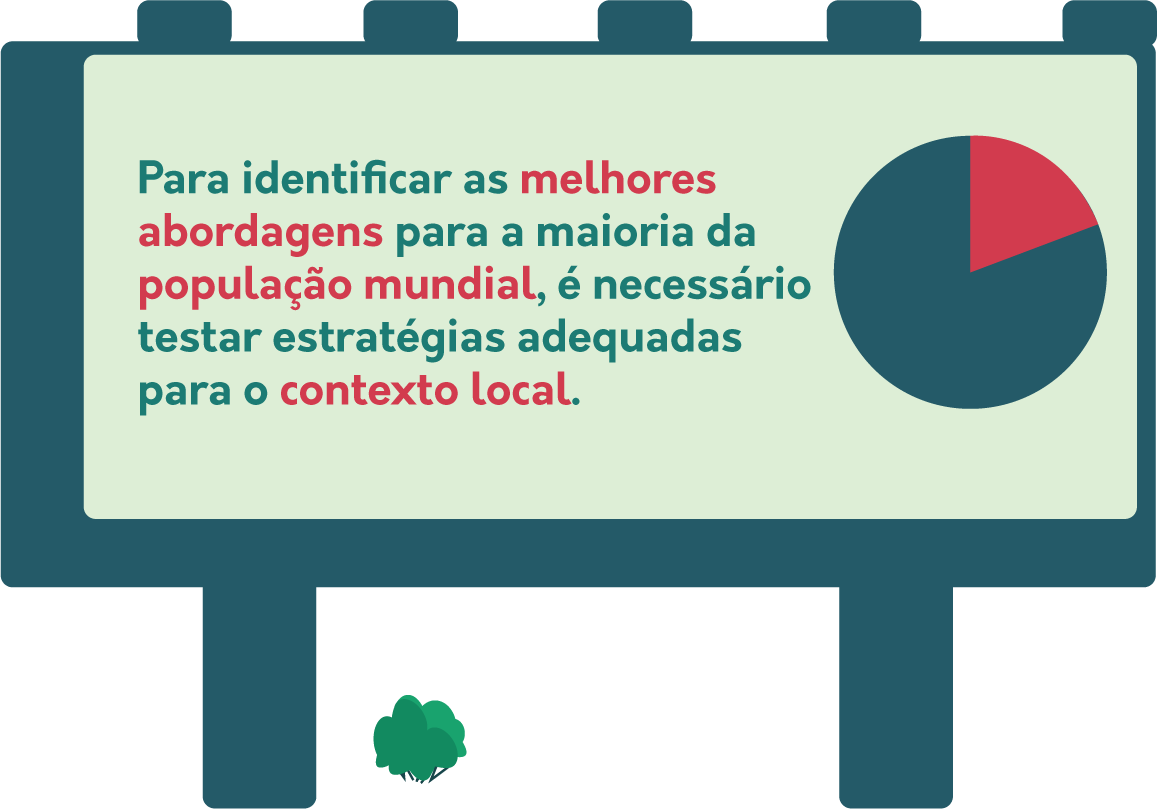 Para identificar as melhores
abordagens para a maioria da
população mundial, é necessário
testar estratégias adequadas
para o contexto local.